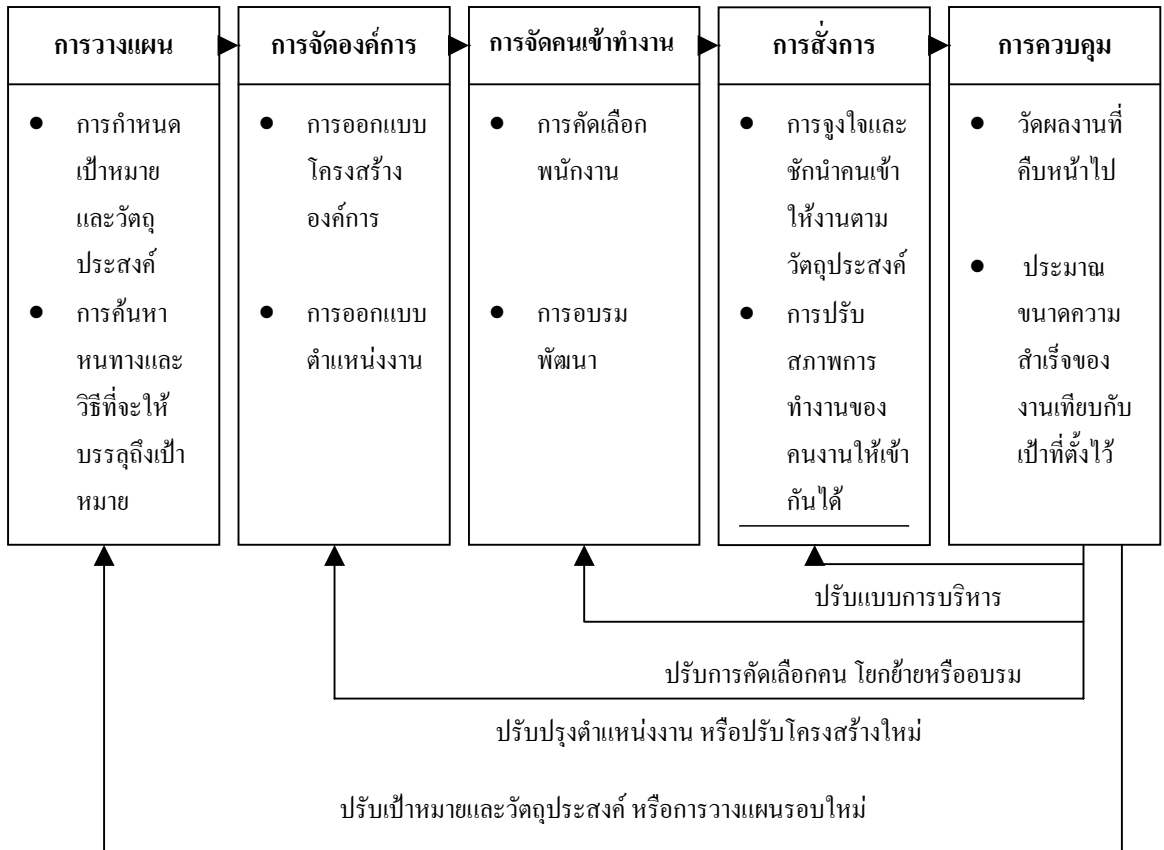 การวางแผน
การจัดองค์การ
การจัดคนเข้าทำงาน
การสั่งการ
การควบคุม
● การกำหนด
เป้าหมาย
และวัตถุ
ประสงค์
● การค้นหา
หนทางและ
วิธีที่จะให้
บรรลุถึงเป้า
หมาย
● การออกแบบ
โครงสร้าง
องค์การ
● การออกแบบ
ตำแหน่งงาน
● การคัดเลือก
พนักงาน
● การอบรม
พัฒนา
● การจูงใจและ
ชักนำคนเข้า
ให้งานตาม
วัตถุประสงค์
● การปรับ
สภาพการ
ทำงานของ
คนงานให้เข้า
กันได้
● วัดผลงานที่
คืบหน้าไป
● ประมาณ
ขนาดความ
สำเร็จของ
งานเทียบกับ
เป้าที่ตั้งไว้
ปรับแบบการบริหาร
ปรับการคัดเลือกคน โยกย้ายหรืออบรม
ปรับปรุงตำแหน่งงาน หรือปรับโครงสร้างใหม่
ปรับเป้าหมายและวัตถุประสงค์ หรือการวางแผนรอบใหม่